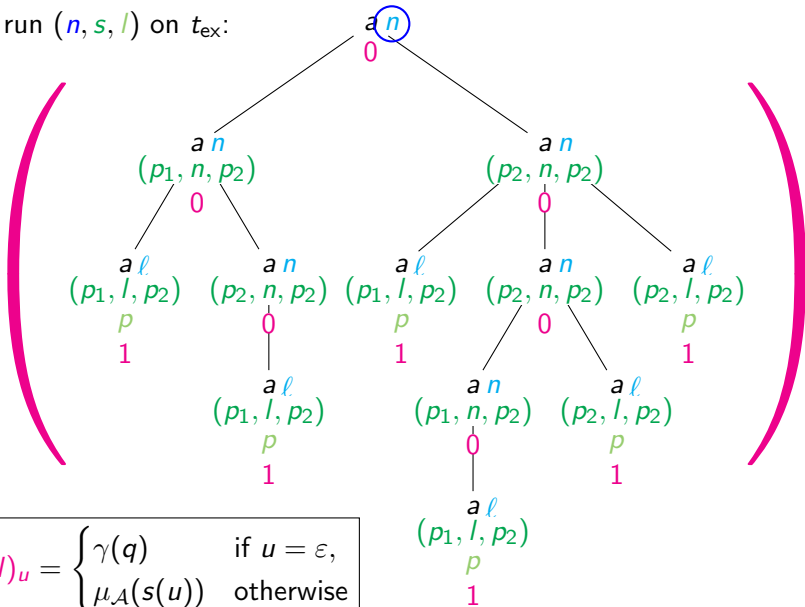 run (n, s, l) on t_ex:
a n
0
a n a n
(p₁, n, p₂) (p₂, n, p₂)
0 0
a ℓ a n a ℓ a n a ℓ
(p₁, l, p₂) (p₂, n, p₂) (p₁, l, p₂) (p₂, n, p₂) (p₂, l, p₂)
p 0 p 0 p
1 1 1
a ℓ a n a ℓ
(p₁, l, p₂) (p₁, n, p₂) (p₂, l, p₂)
p 0 p
1 1
a ℓ
(p₁, l, p₂)
p
1
l)_u = { γ(q) if u = ε,
μ_𝒜(s(u)) otherwise